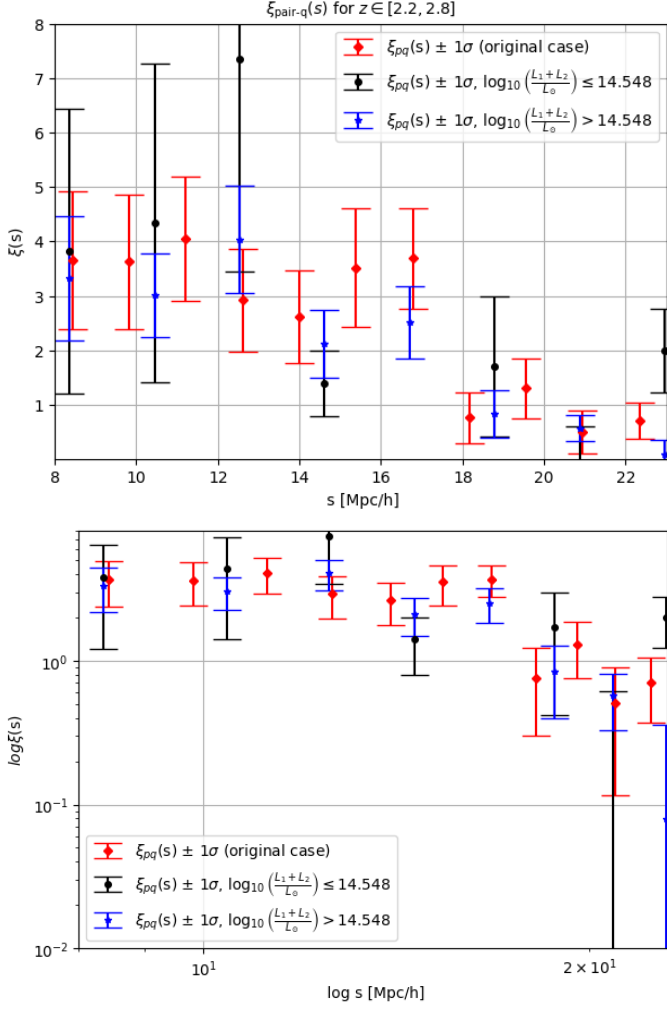 ξpair-q(s) for z ∈ [2.2, 2.8]
8
7
6
5
4
3
2
1
ξ(s)
ξpq(s) ± 1σ (original case)
ξpq(s) ± 1σ, log10(L1+L2/L⊙) ≤ 14.548
ξpq(s) ± 1σ, log10(L1+L2/L⊙) > 14.548
8 10 12 14 16 18 20 22
s [Mpc/h]
10^0
10^-1
10^-2
logξ(s)
ξpq(s) ± 1σ (original case)
ξpq(s) ± 1σ, log10(L1+L2/L⊙) ≤ 14.548
ξpq(s) ± 1σ, log10(L1+L2/L⊙) > 14.548
10^1 2 × 10^1
log s [Mpc/h]